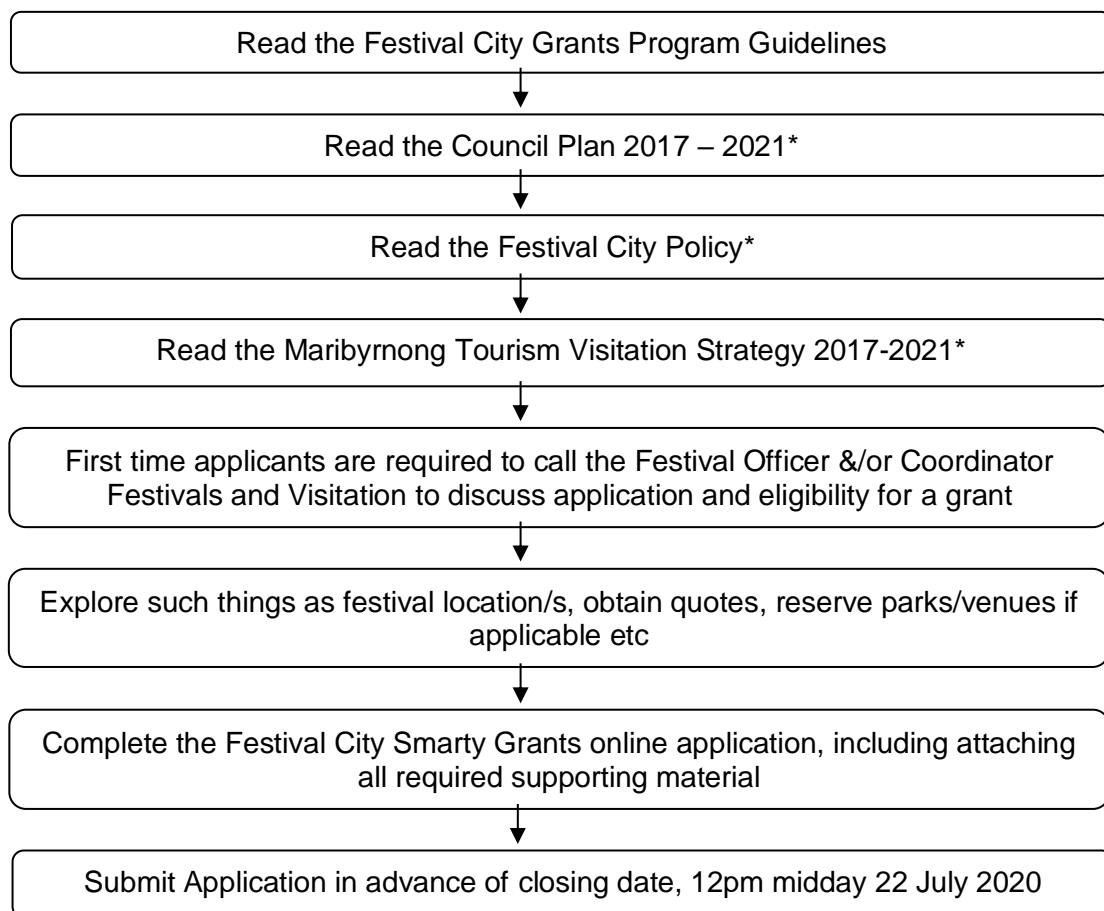 Read the Festival City Grants Program Guidelines
Read the Council Plan 2017 – 2021*
Read the Festival City Policy*
Read the Maribyrnong Tourism Visitation Strategy 2017-2021*
First time applicants are required to call the Festival Officer &/or Coordinator
Festivals and Visitation to discuss application and eligibility for a grant
Explore such things as festival location/s, obtain quotes, reserve parks/venues if
applicable etc
Complete the Festival City Smarty Grants online application, including attaching
all required supporting material
Submit Application in advance of closing date, 12pm midday 22 July 2020